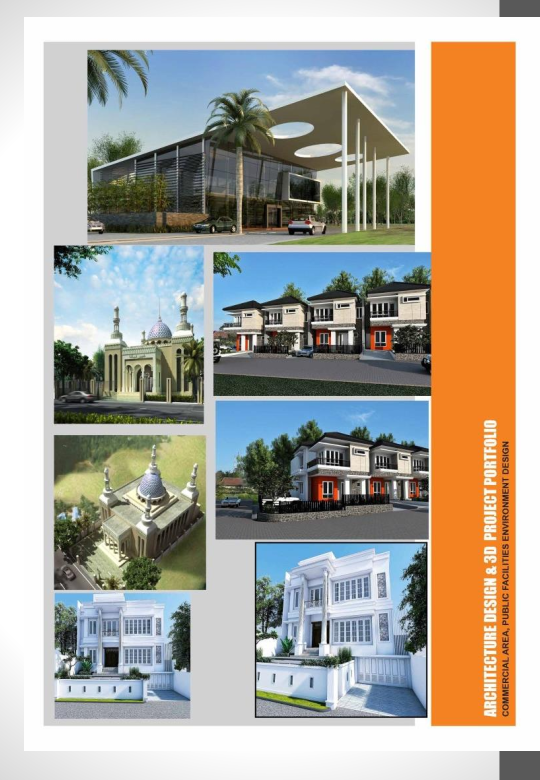 ARCHITECTURE DESIGN & 3D PROJECT PORTFOLIO
COMMERCIAL AREA, PUBLIC FACILITIES ENVIRONMENT DESIGN